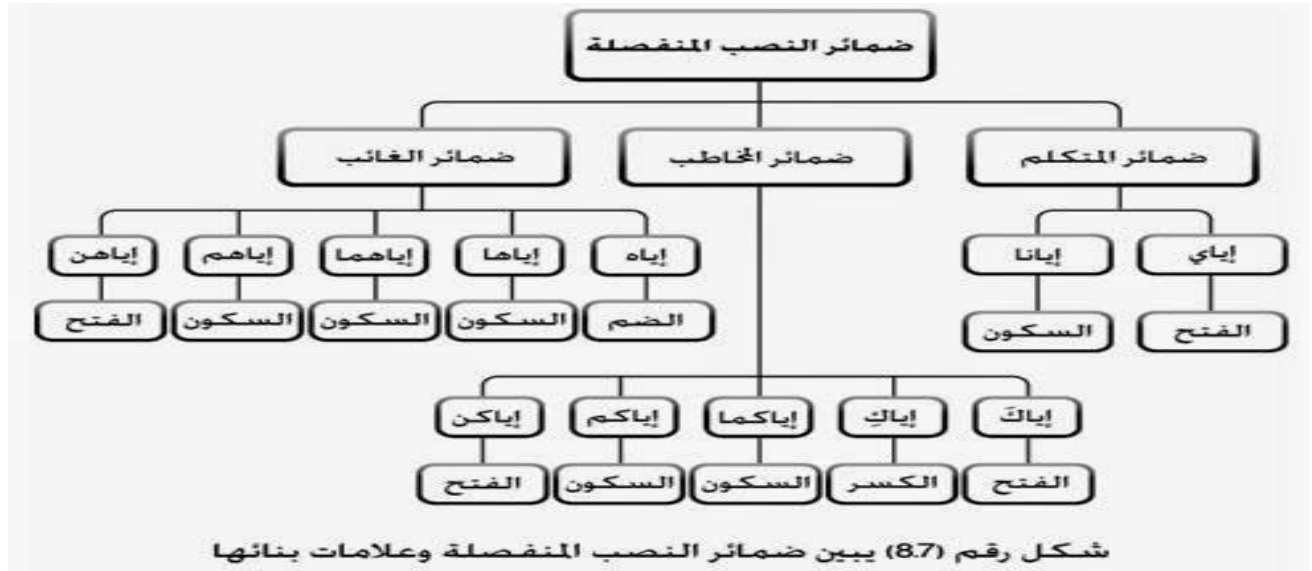 ضمائر النصب المنفصلة
ضمائر المتكلم ضمائر المخاطب ضمائر الغائب
إياي إيانا إياه إياها إياهما إياهم إياهن
الفتح السكون الضم السكون السكون السكون الفتح
إياكَ إياكِ إياكما إياكم إياكن
الفتح الكسر السكون السكون الفتح
شكل رقم (8.7) يبين ضمائر النصب المنفصلة وعلامات بنائها